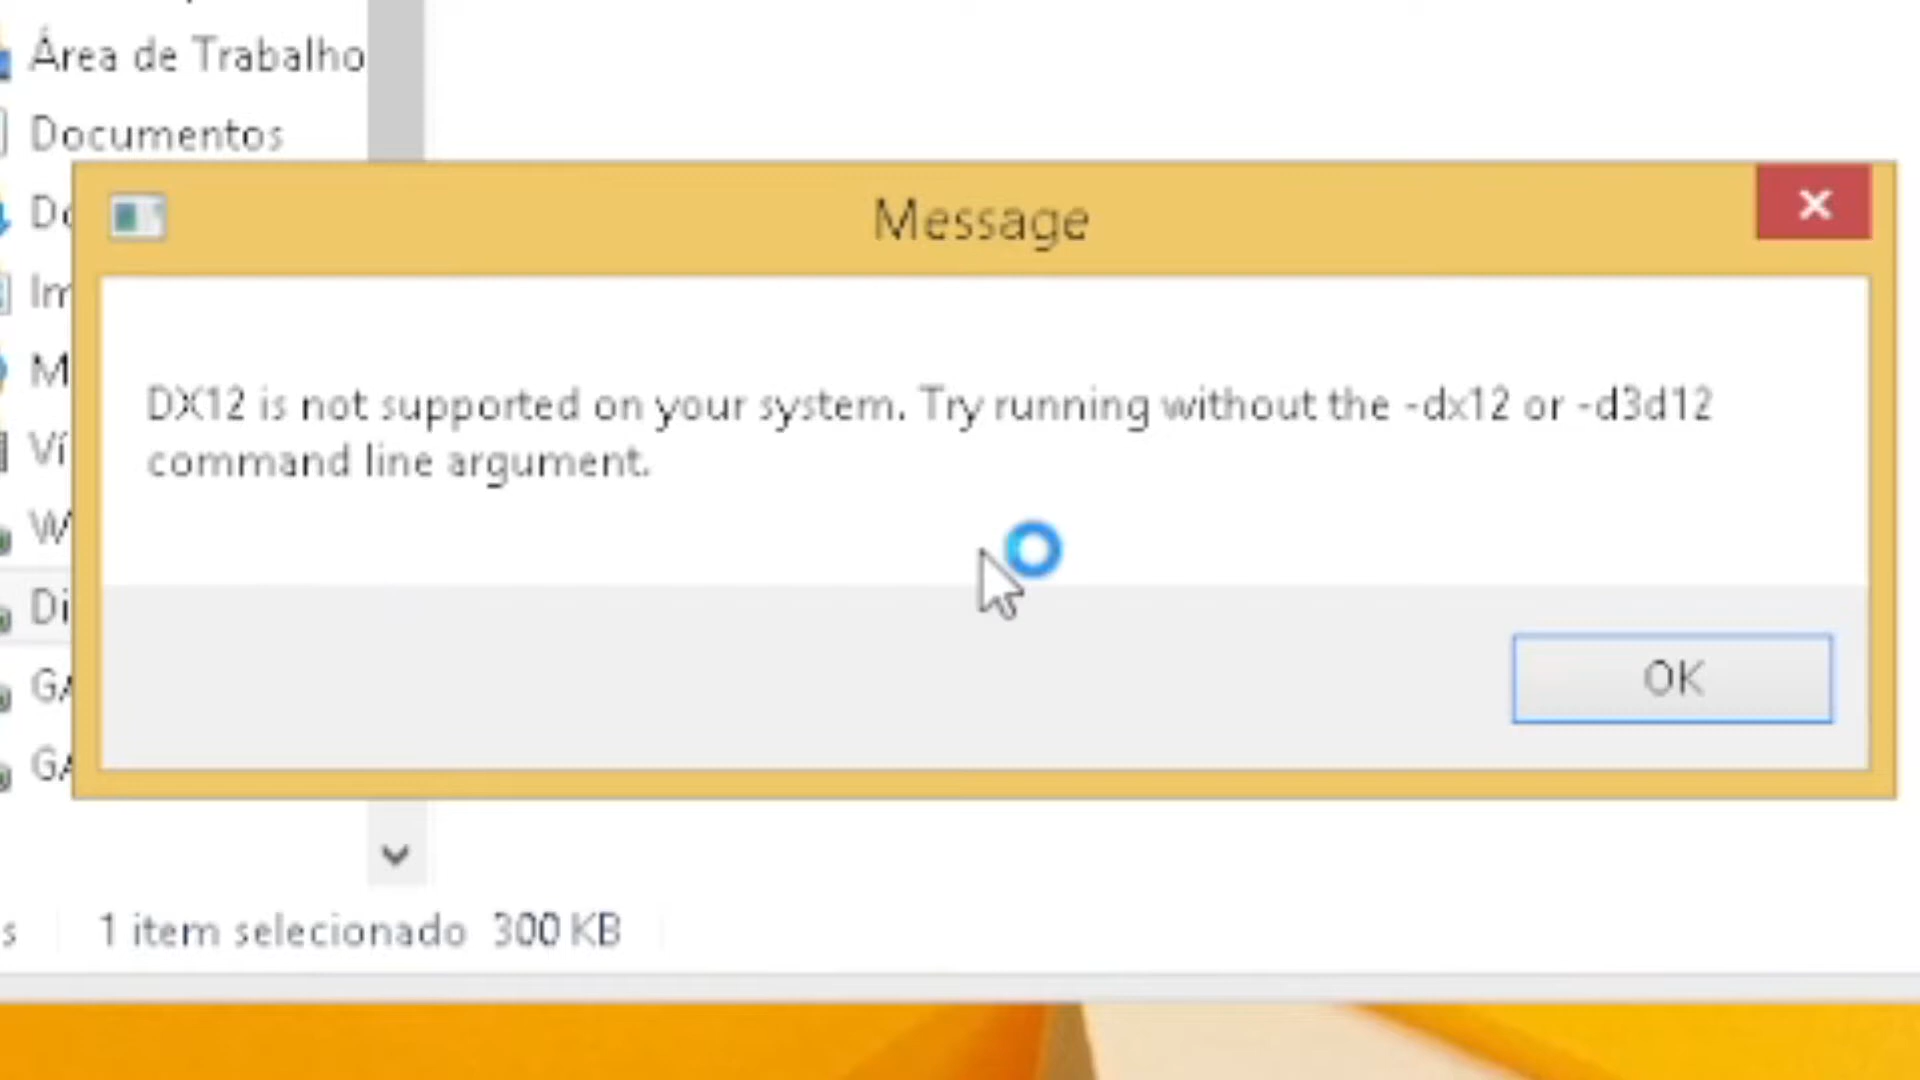 Área de Trabalho
Documentos
Message
DX12 is not supported on your system. Try running without the -dx12 or -d3d12
command line argument.
OK
1 item selecionado 300 KB